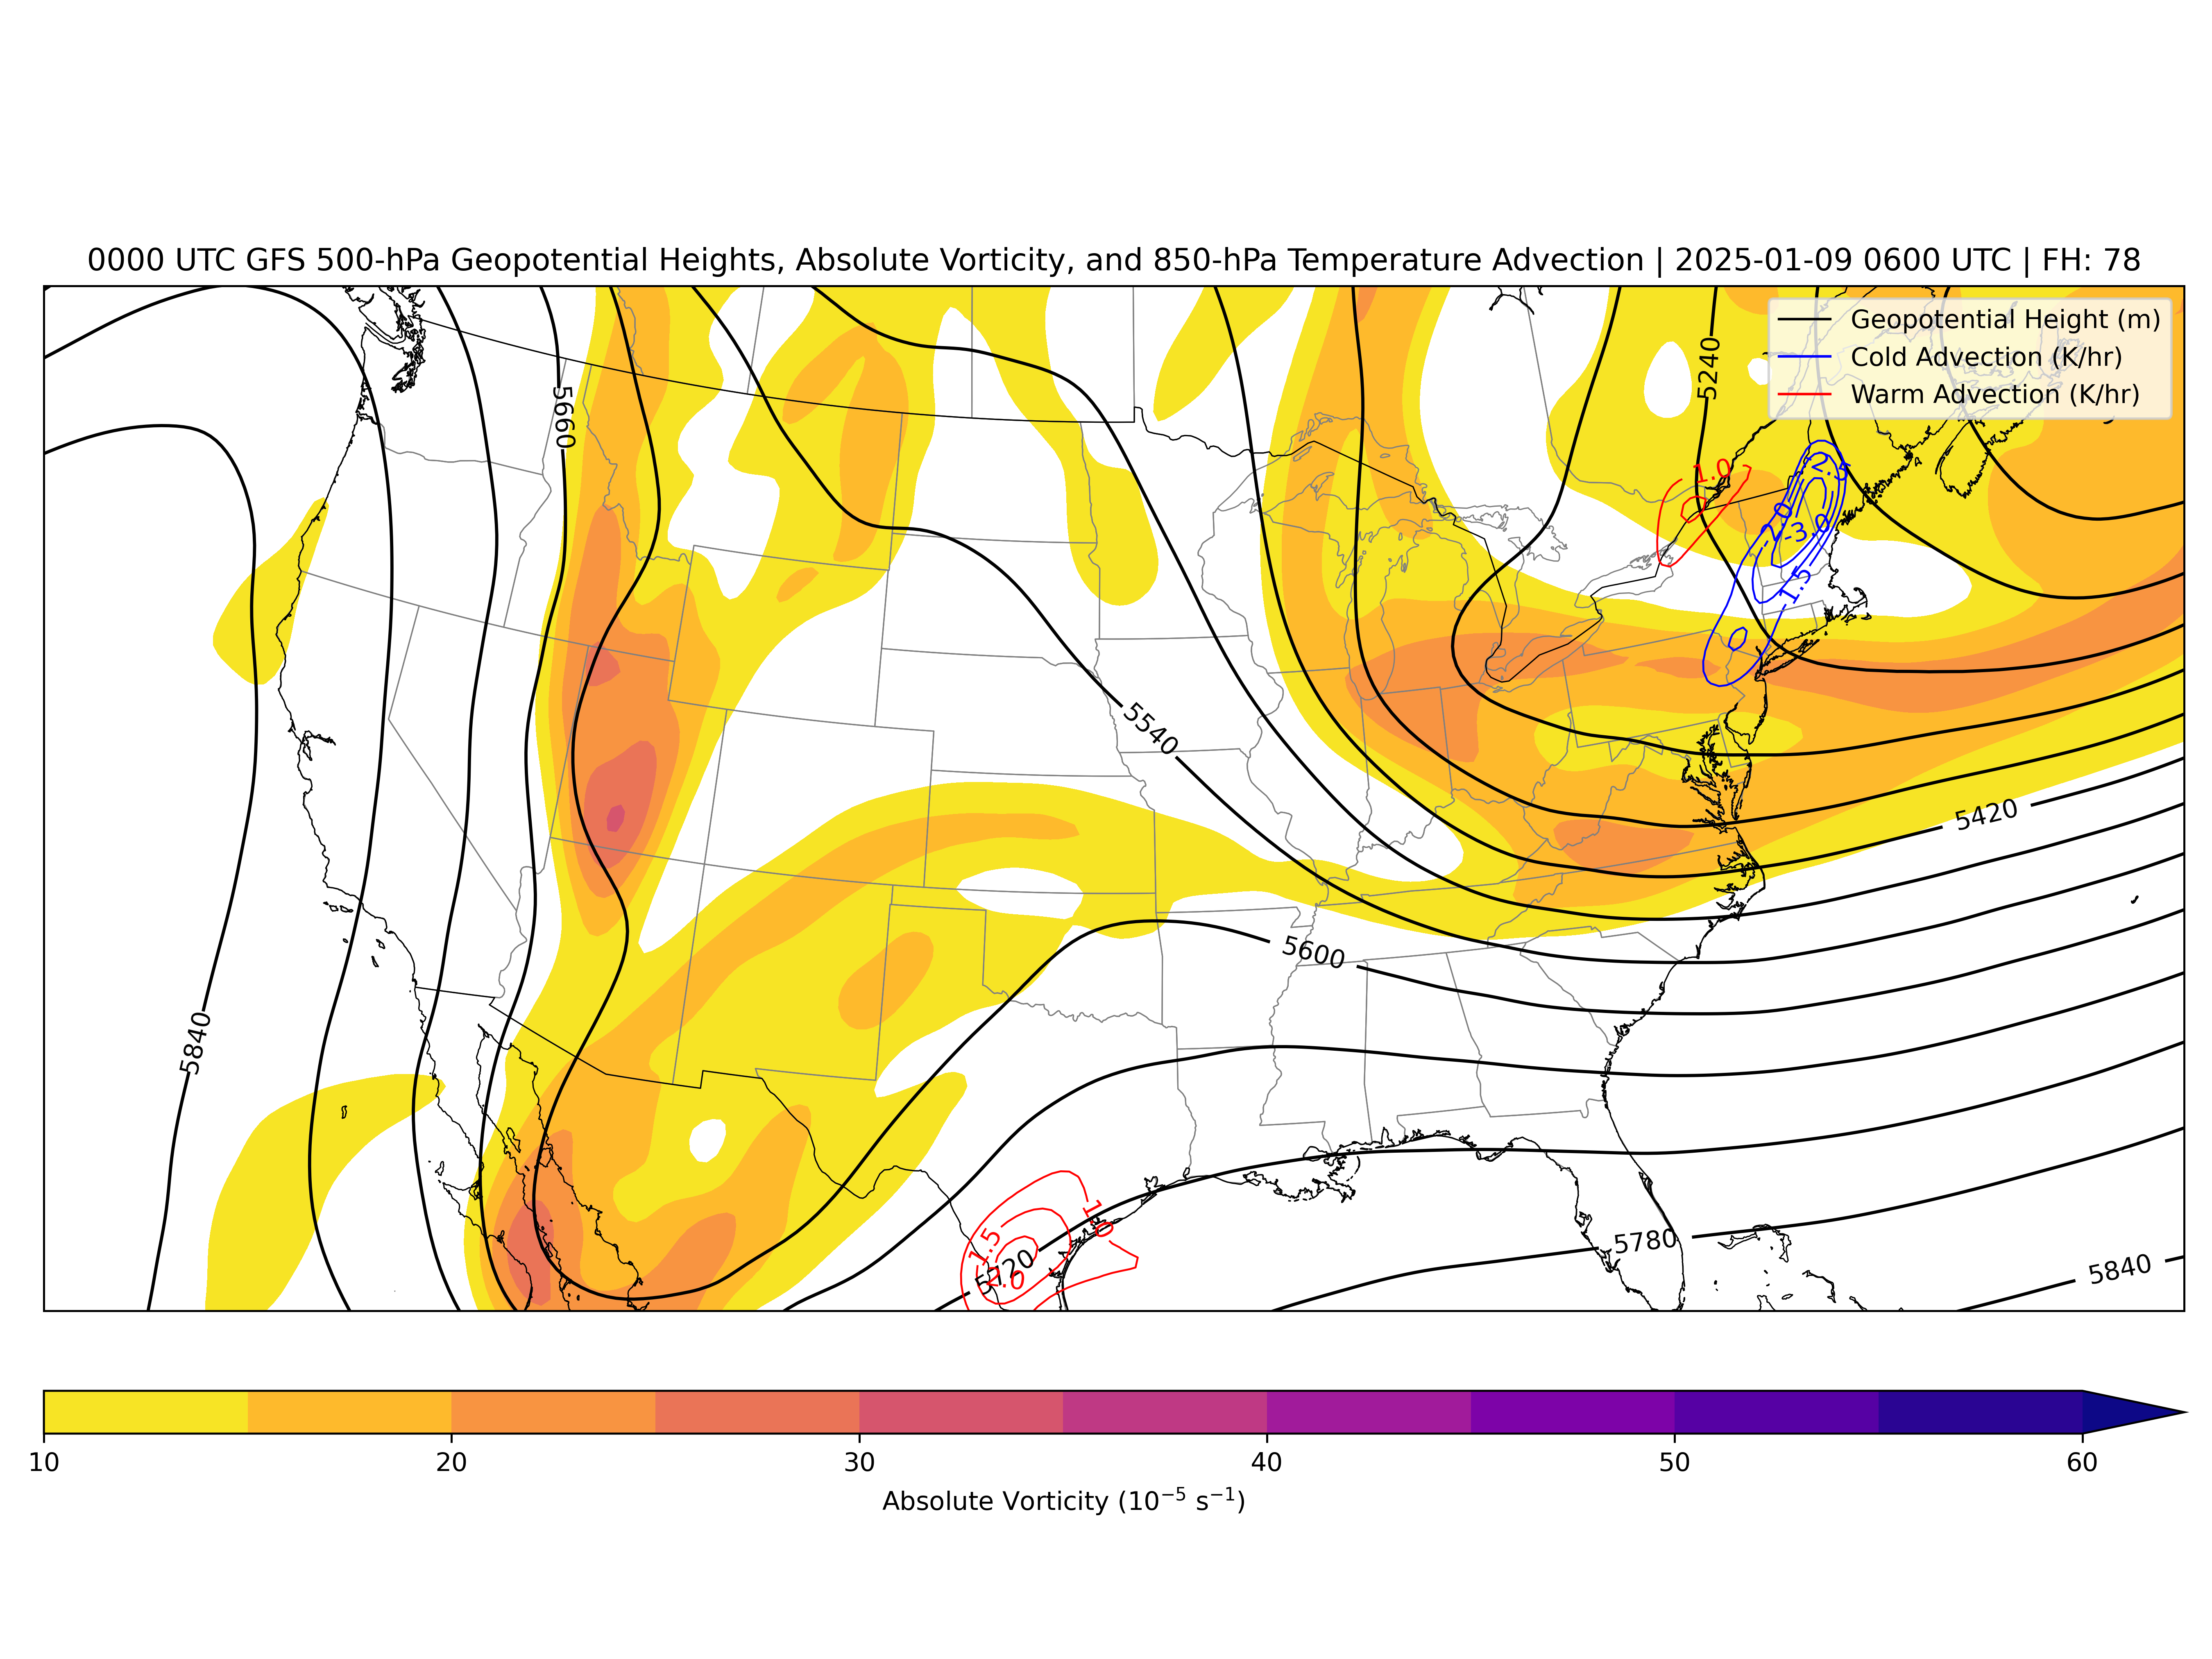 0000 UTC GFS 500-hPa Geopotential Heights, Absolute Vorticity, and 850-hPa Temperature Advection | 2025-01-09 0600 UTC | FH: 78
Geopotential Height (m)
Cold Advection (K/hr)
Warm Advection (K/hr)
5240
5660
1.0
-2.5
-2.0
-3.0
-1.5
5540
5420
5600
5840
1.0
1.5
5720
5780
5840
10 20 30 40 50 60
Absolute Vorticity (10⁻⁵ s⁻¹)